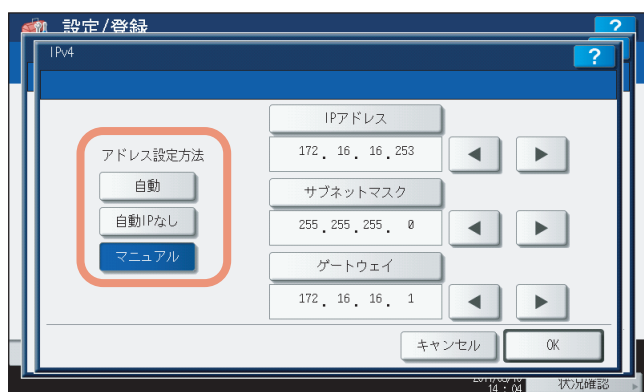 設定/登録
?
IPv4
?
IPアドレス
アドレス設定方法
172. 16. 16.253
自動
サブネットマスク
自動IPなし
255.255.255. 0
マニュアル
ゲートウェイ
172. 16. 16. 1
キャンセル
OK
14 : 04
状況確認